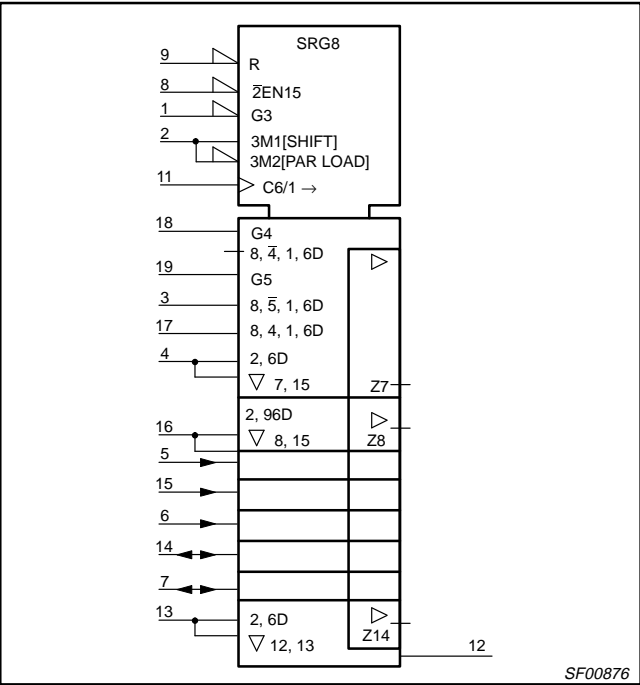 SRG8
9
R
8
2̅EN15
1
G3
2
3M1[SHIFT]
3M2[PAR LOAD]
11
C6/1 →
18
G4
8, 4̅, 1, 6D
19
G5
3
8, 5̅, 1, 6D
17
8, 4, 1, 6D
4
2, 6D
▽ 7, 15
Z7
16
2, 96D
▽ 8, 15
Z8
5
15
6
14
7
13
2, 6D
▽ 12, 13
Z14
12
SF00876